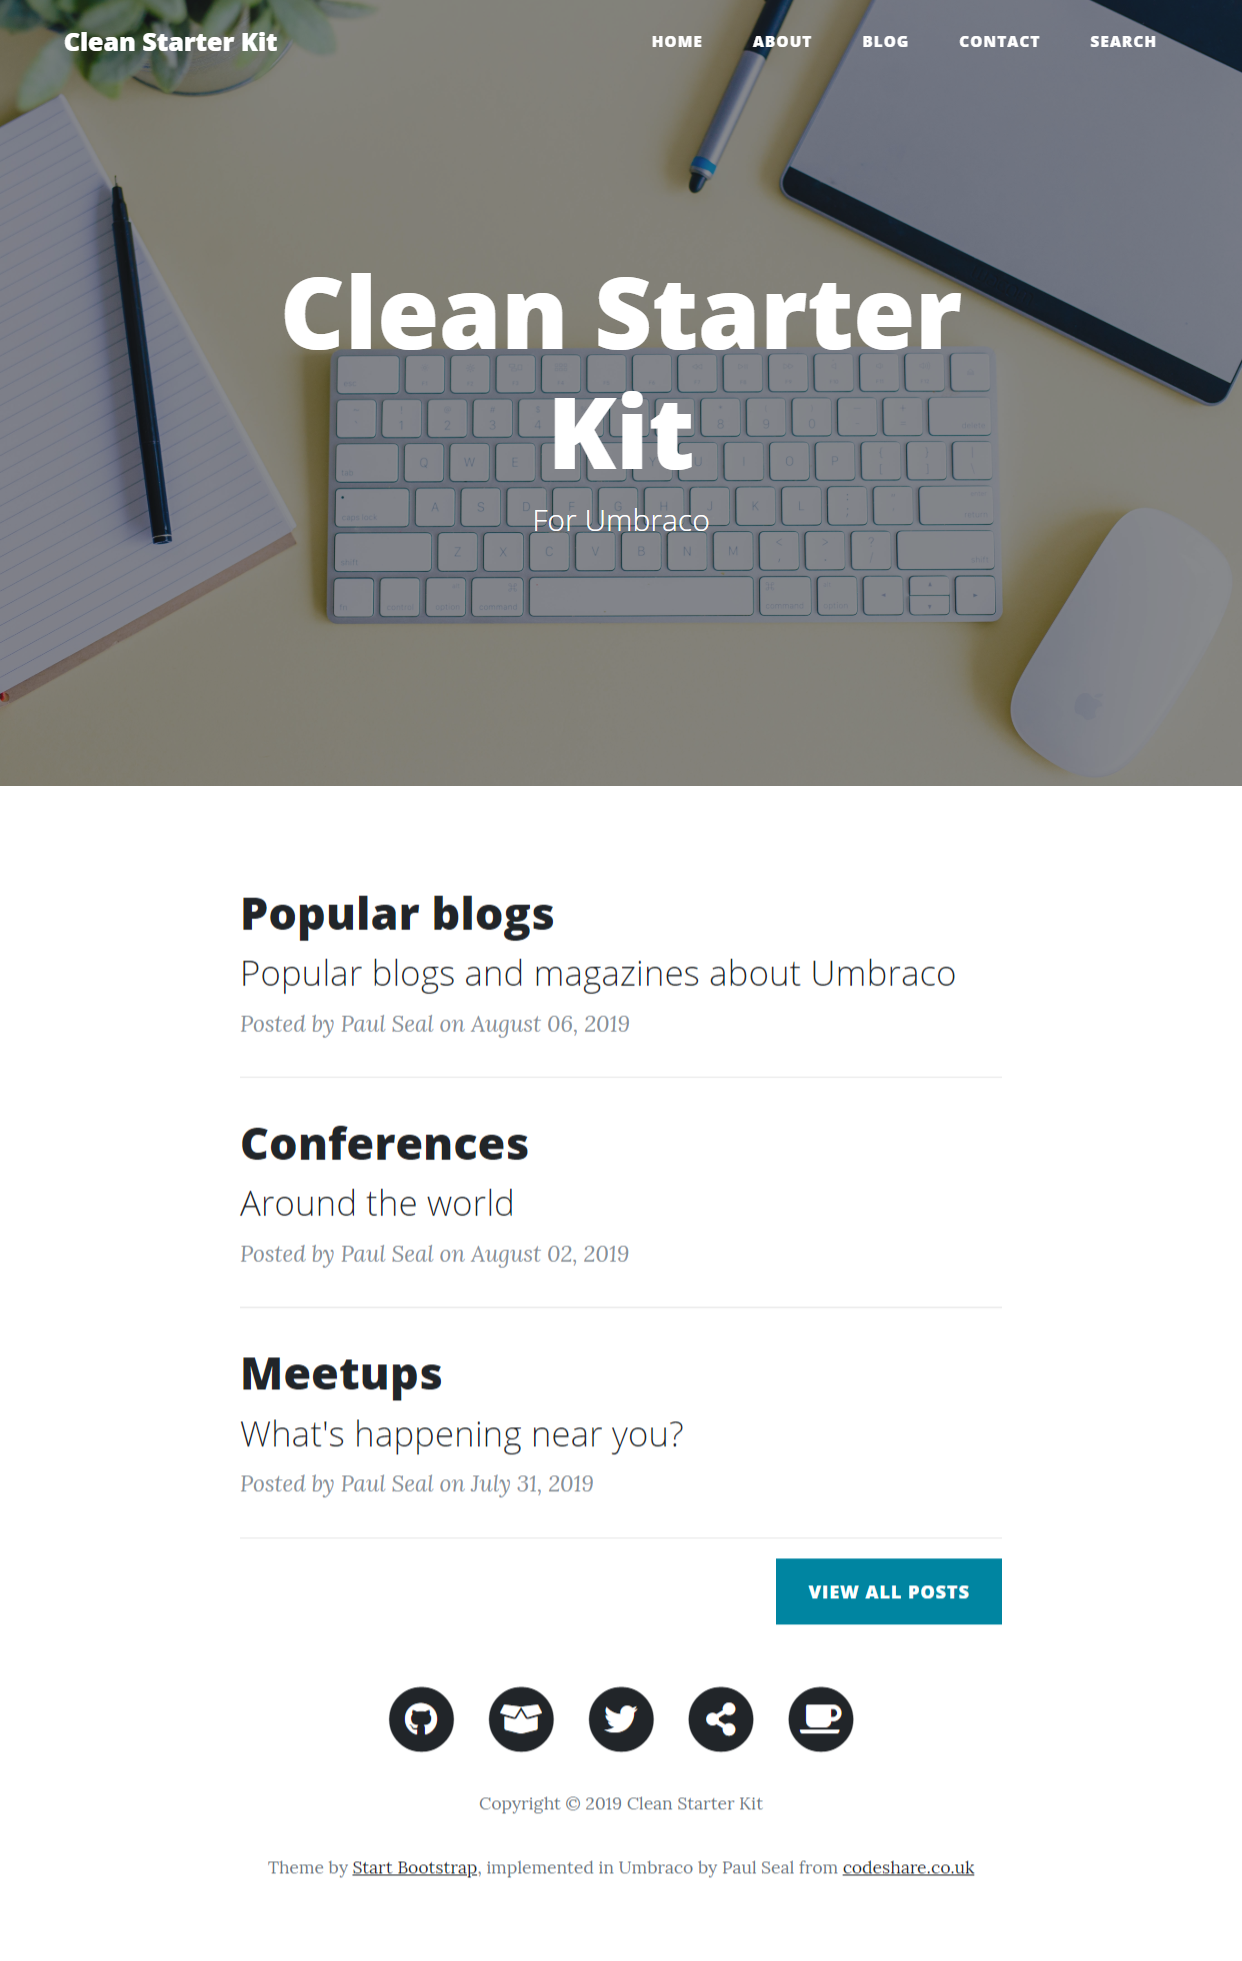 Clean Starter Kit
HOME ABOUT BLOG CONTACT SEARCH
Clean Starter
Kit
For Umbraco
Popular blogs
Popular blogs and magazines about Umbraco
Posted by Paul Seal on August 06, 2019
Conferences
Around the world
Posted by Paul Seal on August 02, 2019
Meetups
What's happening near you?
Posted by Paul Seal on July 31, 2019
VIEW ALL POSTS
Copyright © 2019 Clean Starter Kit
Theme by Start Bootstrap, implemented in Umbraco by Paul Seal from codeshare.co.uk